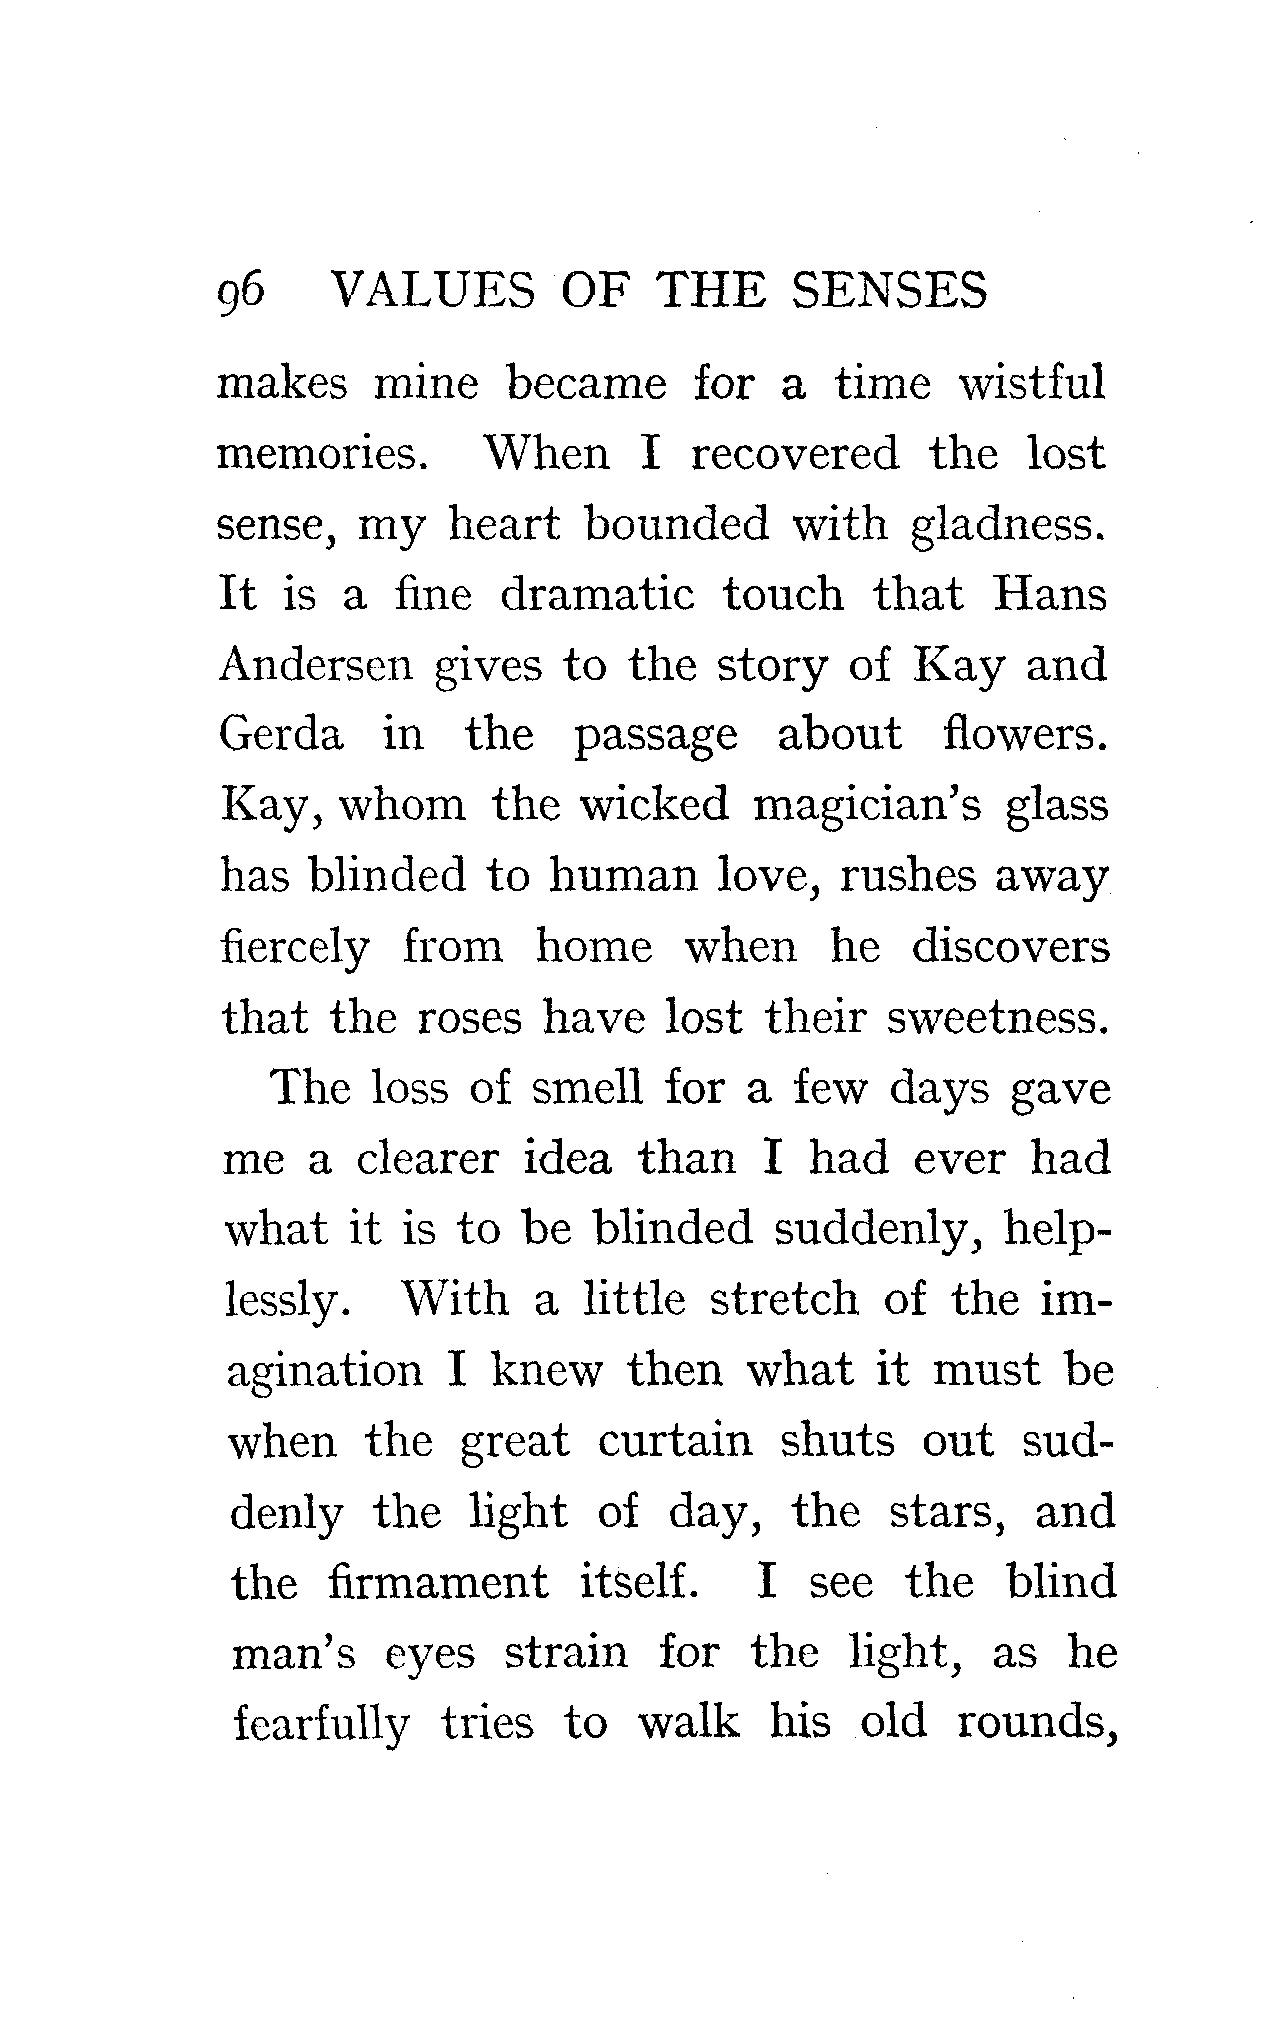 96 VALUES OF THE SENSES
makes mine became for a time wistful
memories. When I recovered the lost
sense, my heart bounded with gladness.
It is a fine dramatic touch that Hans
Andersen gives to the story of Kay and
Gerda in the passage about flowers.
Kay, whom the wicked magician's glass
has blinded to human love, rushes away
fiercely from home when he discovers
that the roses have lost their sweetness.
The loss of smell for a few days gave
me a clearer idea than I had ever had
what it is to be blinded suddenly, help-
lessly. With a little stretch of the im-
agination I knew then what it must be
when the great curtain shuts out sud-
denly the light of day, the stars, and
the firmament itself. I see the blind
man's eyes strain for the light, as he
fearfully tries to walk his old rounds,